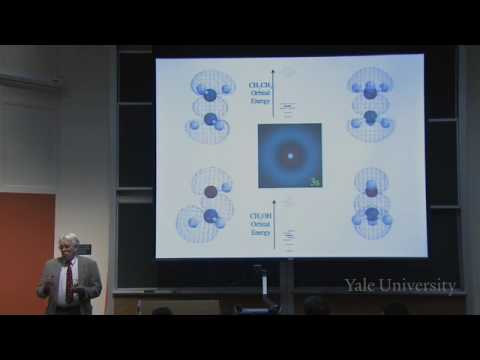 CH₃CH₃
Orbital
Energy
3s
CH₃OH
Orbital
Energy
Yale University